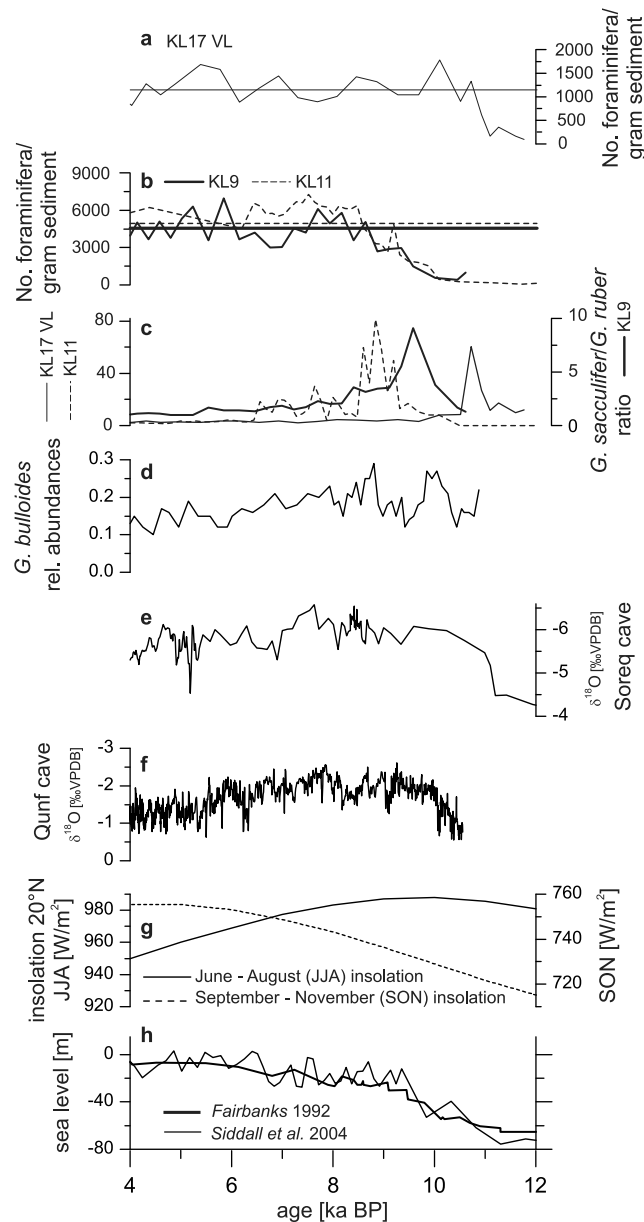 a KL17 VL
2000
1500
1000
500
0
No. foraminifera/
gram sediment
b KL9 KL11
9000
6000
3000
0
No. foraminifera/
gram sediment
c
80
40
0
KL17 VL
KL11
10
5
0
G. sacculifer/G. ruber
ratio KL9
d
0.3
0.2
0.1
0.0
G. bulloides
rel. abundances
e
-6
-5
-4
δ18O [‰VPDB]
Soreq cave
f
-3
-2
-1
0
Qunf cave
δ18O [‰VPDB]
g
980
960
940
920
insolation 20°N
JJA [W/m²]
760
740
720
SON [W/m²]
June - August (JJA) insolation
September - November (SON) insolation
h
0
-40
-80
sea level [m]
Fairbanks 1992
Siddall et al. 2004
4 6 8 10 12
age [ka BP]